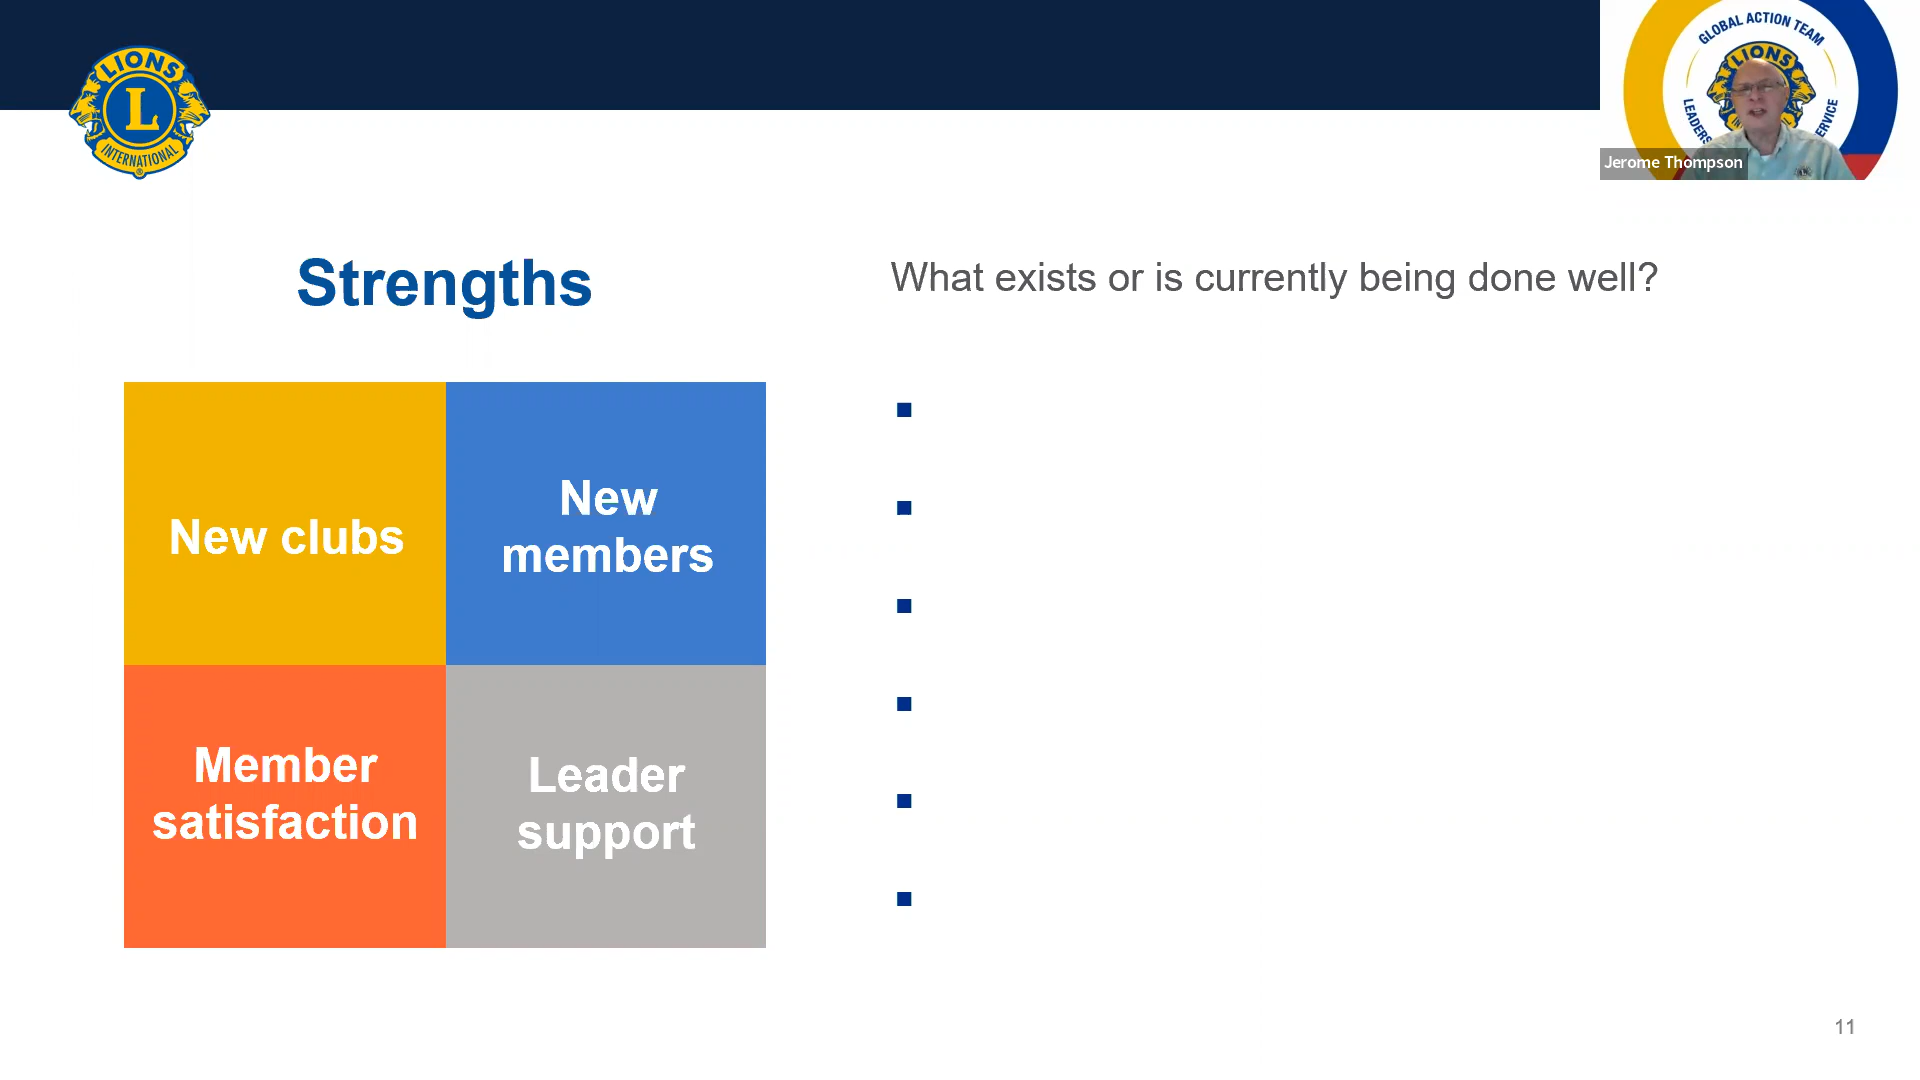 LIONS
L
INTERNATIONAL
®
GLOBAL ACTION TEAM
LIONS
Jerome Thompson
Strengths
What exists or is currently being done well?
New clubs
New
members
Member
satisfaction
Leader
support
11